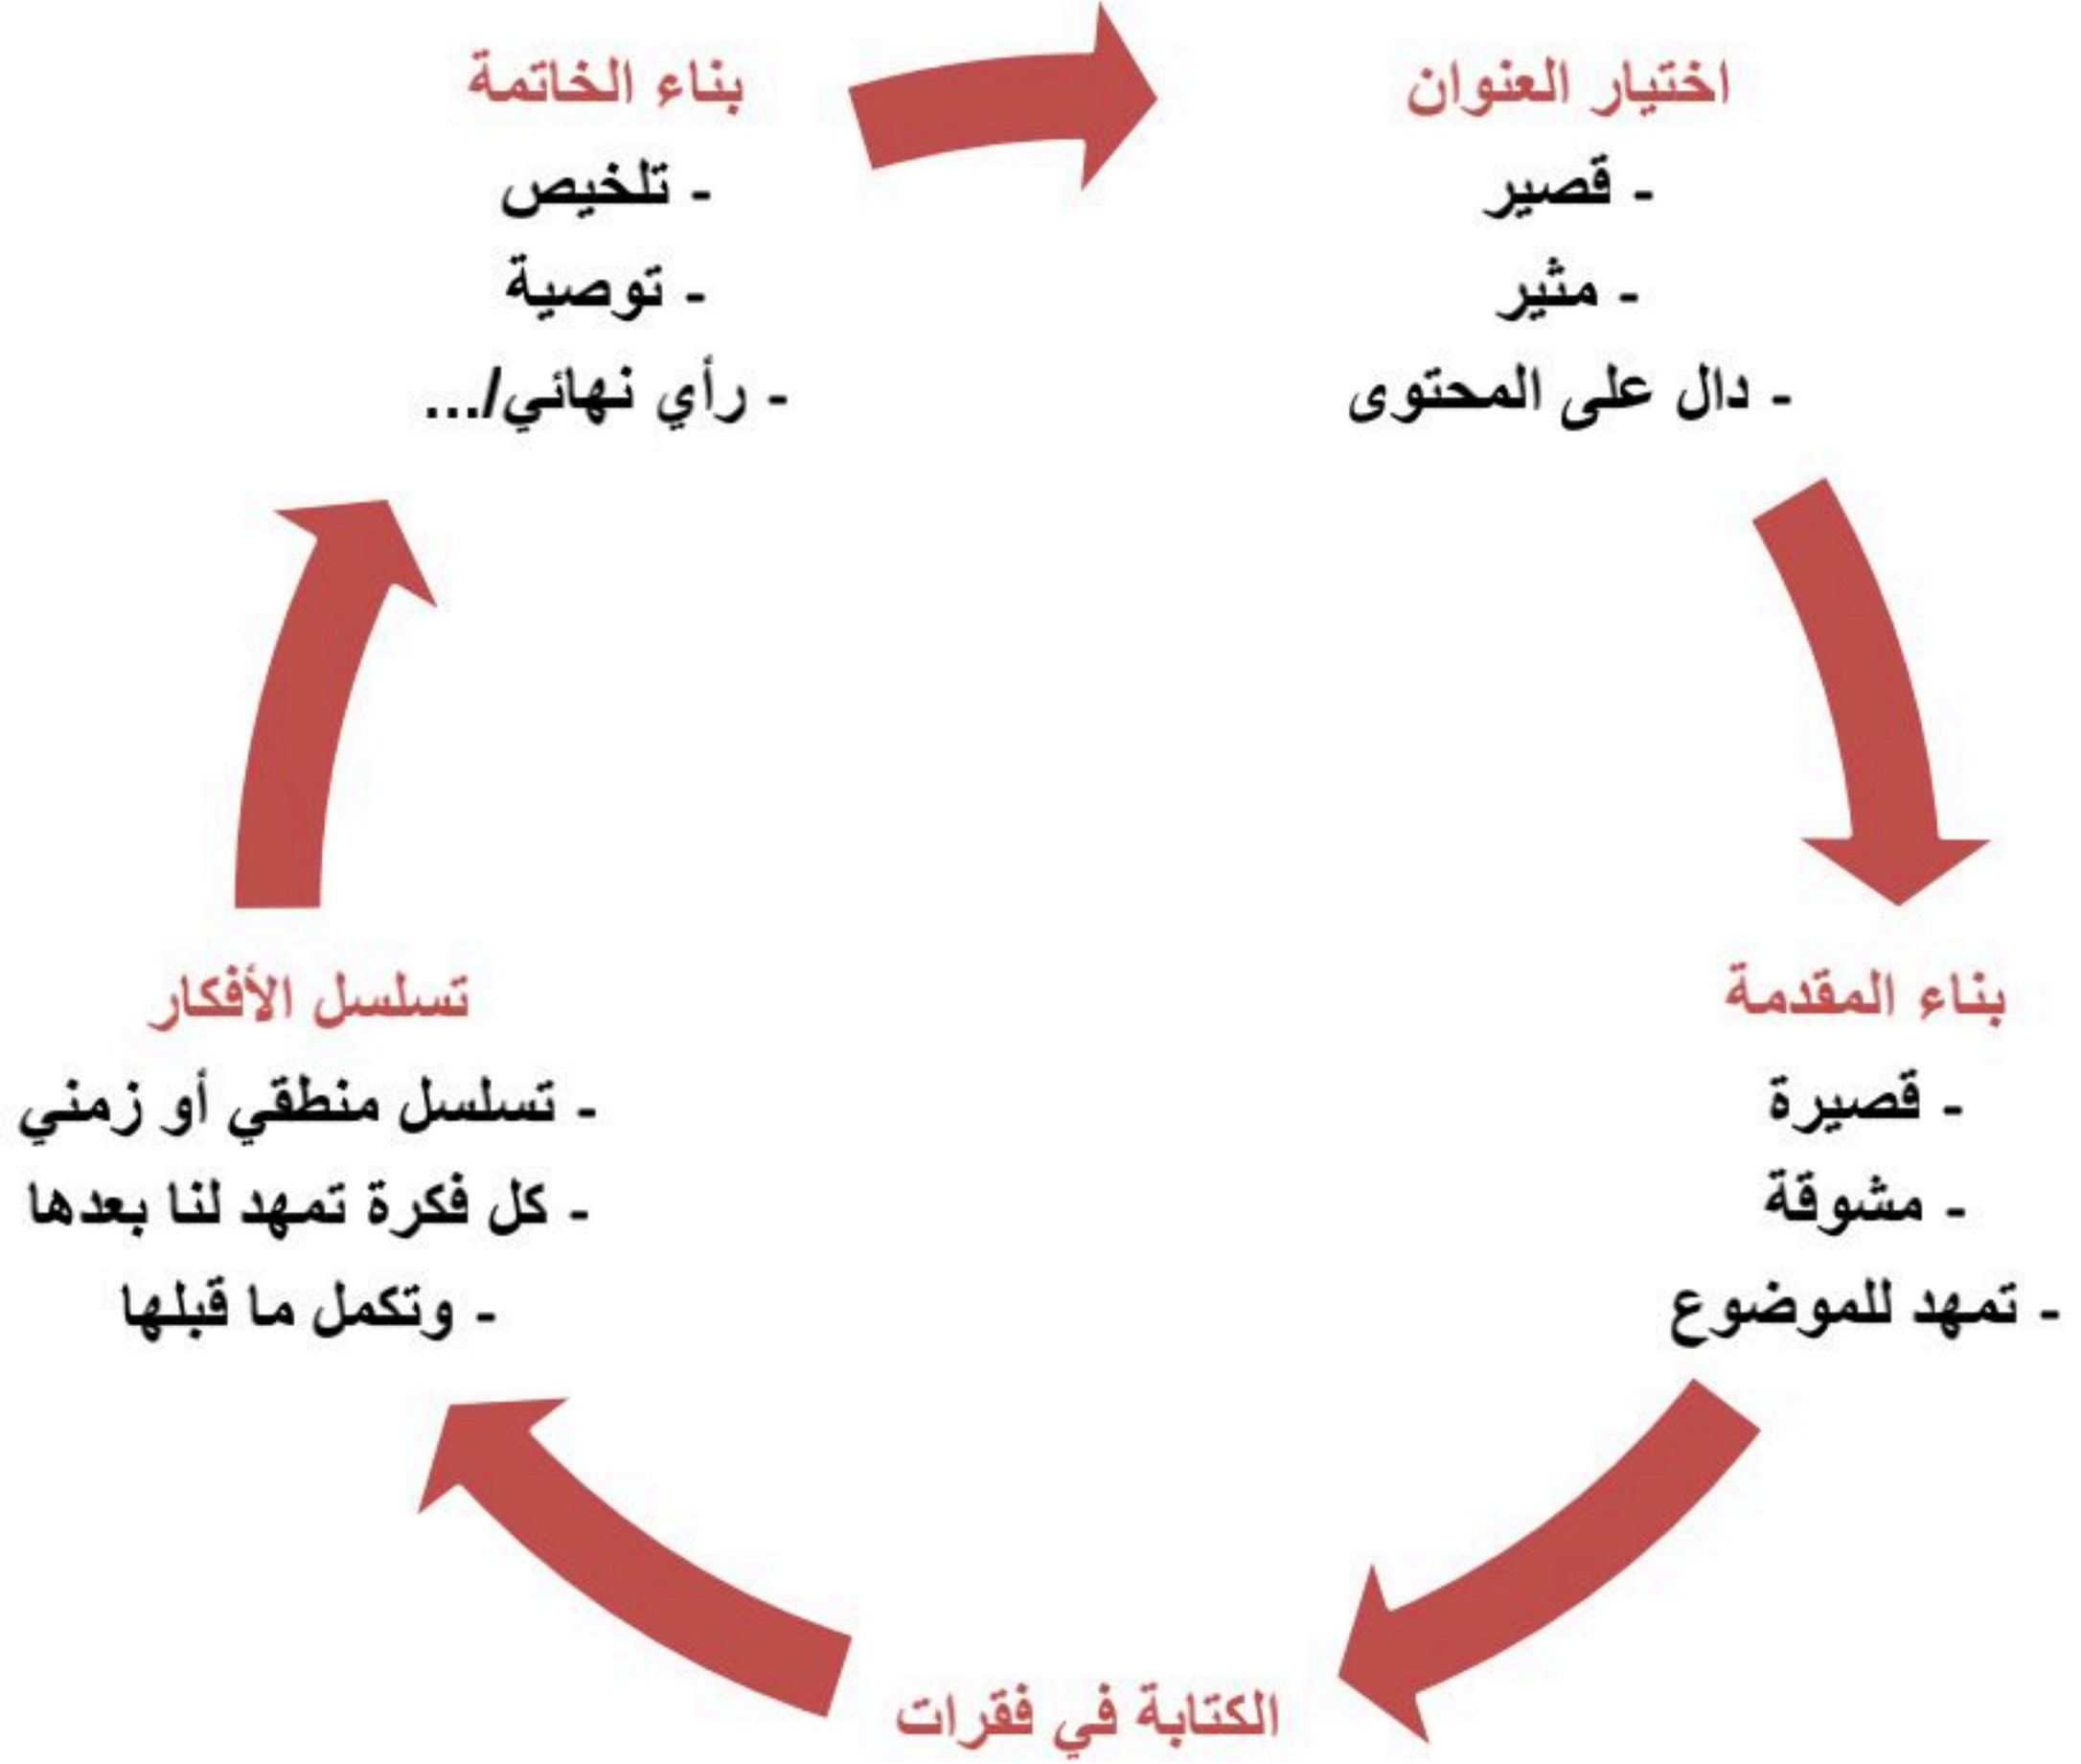 اختيار العنوان
- قصير
- مثير
- دال على المحتوى
بناء المقدمة
- قصيرة
- مشوقة
- تمهد للموضوع
الكتابة في فقرات
تسلسل الأفكار
- تسلسل منطقي أو زمني
- كل فكرة تمهد لنا بعدها
- وتكمل ما قبلها
بناء الخاتمة
- تلخيص
- توصية
- رأي نهائي/...